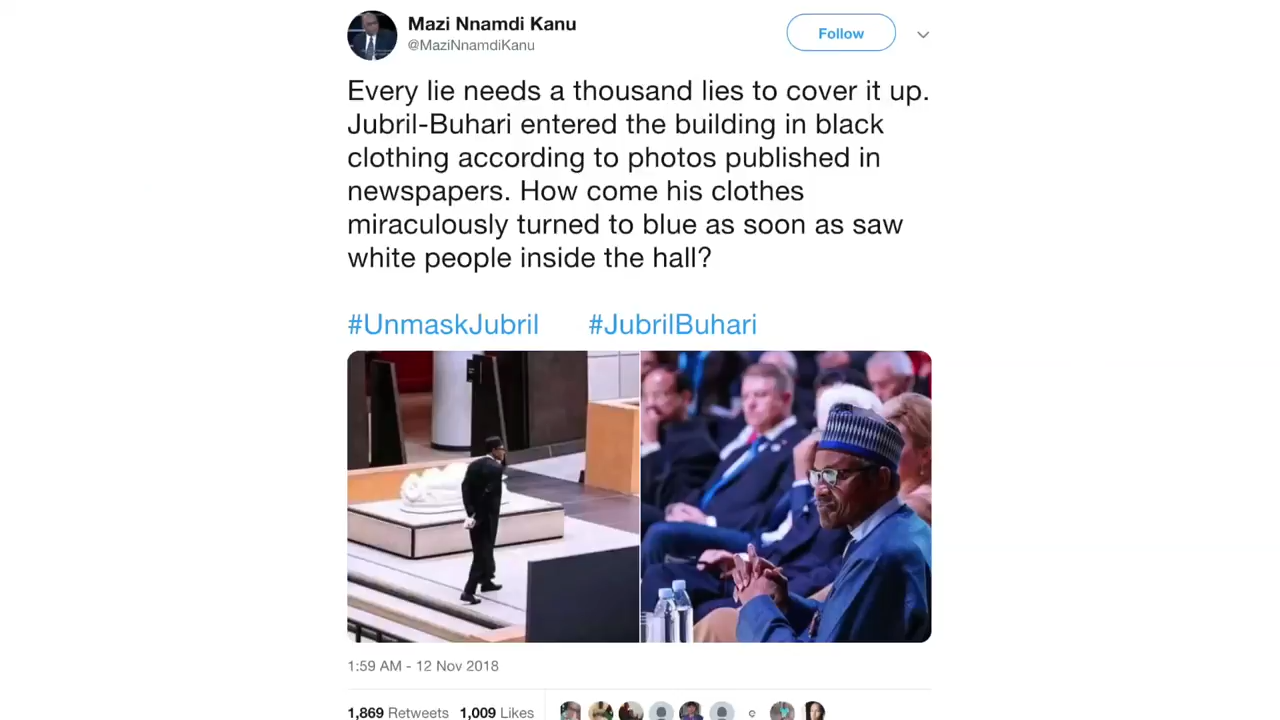 Mazi Nnamdi Kanu
@MaziNnamdiKanu
Follow
Every lie needs a thousand lies to cover it up.
Jubril-Buhari entered the building in black
clothing according to photos published in
newspapers. How come his clothes
miraculously turned to blue as soon as saw
white people inside the hall?
#UnmaskJubril #JubrilBuhari
1:59 AM - 12 Nov 2018
1,869 Retweets 1,009 Likes